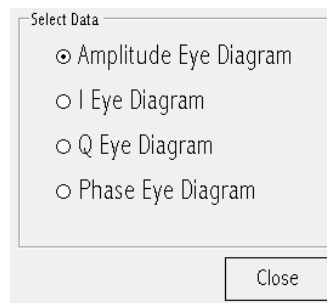 Select Data
Amplitude Eye Diagram
I Eye Diagram
Q Eye Diagram
Phase Eye Diagram
Close